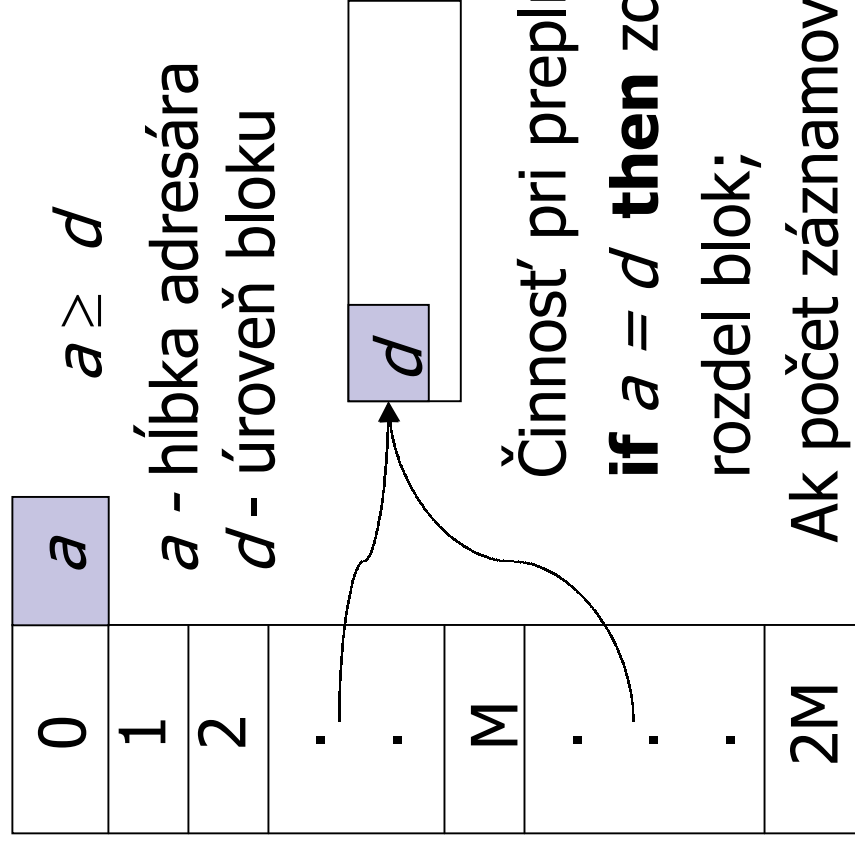 a
0
1
2
.
.
M
.
.
.
2M
a ≥ d
a - hĺbka adresára
d - úroveň bloku
d
Činnosť pri
if a = d then
rozdel blok;
Ak počet záznamov